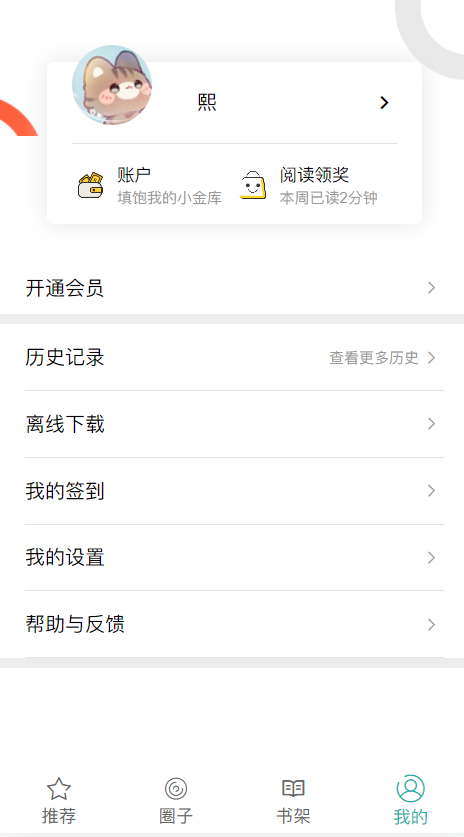 熙
账户
填饱我的小金库
阅读领奖
本周已读2分钟
开通会员
历史记录 查看更多历史
离线下载
我的签到
我的设置
帮助与反馈
推荐 圈子 书架 我的